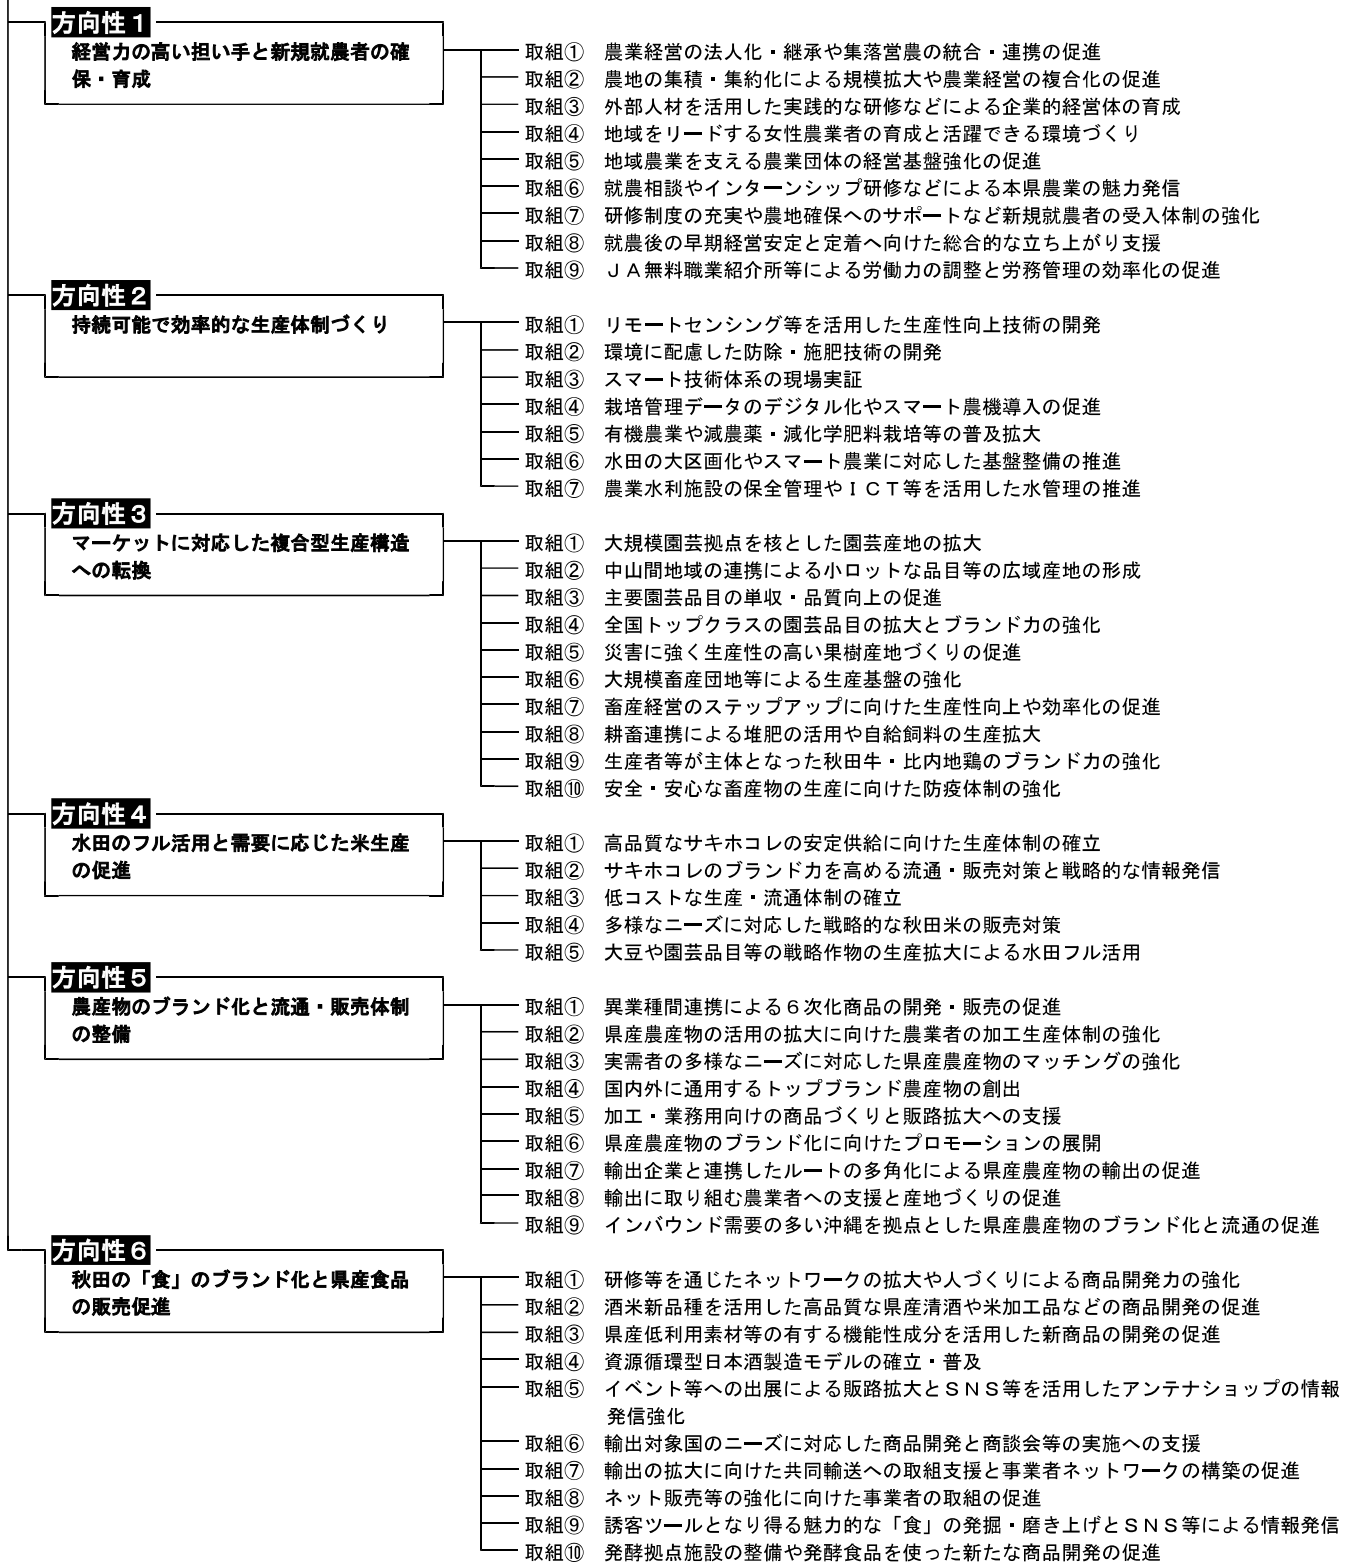 方向性１
経営力の高い担い手と新規就農者の確
保・育成
取組① 農業経営の法人化・継承や集落営農の統合・連携の促進
取組② 農地の集積・集約化による規模拡大や農業経営の複合化の促進
取組③ 外部人材を活用した実践的な研修などによる企業的経営体の育成
取組④ 地域をリードする女性農業者の育成と活躍できる環境づくり
取組⑤ 地域農業を支える農業団体の経営基盤強化の促進
取組⑥ 就農相談やインターンシップ研修などによる本県農業の魅力発信
取組⑦ 研修制度の充実や農地確保へのサポートなど新規就農者の受入体制の強化
取組⑧ 就農後の早期経営安定と定着へ向けた総合的な立ち上がり支援
取組⑨ ＪＡ無料職業紹介所等による労働力の調整と労務管理の効率化の促進
方向性２
持続可能で効率的な生産体制づくり
取組① リモートセンシング等を活用した生産性向上技術の開発
取組② 環境に配慮した防除・施肥技術の開発
取組③ スマート技術体系の現場実証
取組④ 栽培管理データのデジタル化やスマート農機導入の促進
取組⑤ 有機農業や減農薬・減化学肥料栽培等の普及拡大
取組⑥ 水田の大区画化やスマート農業に対応した基盤整備の推進
取組⑦ 農業水利施設の保全管理やＩＣＴ等を活用した水管理の推進
方向性３
マーケットに対応した複合型生産構造
への転換
取組① 大規模園芸拠点を核とした園芸産地の拡大
取組② 中山間地域の連携による小ロットな品目等の広域産地の形成
取組③ 主要園芸品目の単収・品質向上の促進
取組④ 全国トップクラスの園芸品目の拡大とブランド力の強化
取組⑤ 災害に強く生産性の高い果樹産地づくりの促進
取組⑥ 大規模畜産団地等による生産基盤の強化
取組⑦ 畜産経営のステップアップに向けた生産性向上や効率化の促進
取組⑧ 耕畜連携による堆肥の活用や自給飼料の生産拡大
取組⑨ 生産者等が主体となった秋田牛・比内地鶏のブランド力の強化
取組⑩ 安全・安心な畜産物の生産に向けた防疫体制の強化
方向性４
水田のフル活用と需要に応じた米生産
の促進
取組① 高品質なサキホコレの安定供給に向けた生産体制の確立
取組② サキホコレのブランド力を高める流通・販売対策と戦略的な情報発信
取組③ 低コストな生産・流通体制の確立
取組④ 多様なニーズに対応した戦略的な秋田米の販売対策
取組⑤ 大豆や園芸品目等の戦略作物の生産拡大による水田フル活用
方向性５
農産物のブランド化と流通・販売体制
の整備
取組① 異業種間連携による６次化商品の開発・販売の促進
取組② 県産農産物の活用の拡大に向けた農業者の加工生産体制の強化
取組③ 実需者の多様なニーズに対応した県産農産物のマッチングの強化
取組④ 国内外に通用するトップブランド農産物の創出
取組⑤ 加工・業務用向けの商品づくりと販路拡大への支援
取組⑥ 県産農産物のブランド化に向けたプロモーションの展開
取組⑦ 輸出企業と連携したルートの多角化による県産農産物の輸出の促進
取組⑧ 輸出に取り組む農業者への支援と産地づくりの促進
取組⑨ インバウンド需要の多い沖縄を拠点とした県産農産物のブランド化と流通の促進
方向性６
秋田の「食」のブランド化と県産食品
の販売促進
取組① 研修等を通じたネットワークの拡大や人づくりによる商品開発力の強化
取組② 酒米新品種を活用した高品質な県産清酒や米加工品などの商品開発の促進
取組③ 県産低利用素材等の有する機能性成分を活用した新商品の開発の促進
取組④ 資源循環型日本酒製造モデルの確立・普及
取組⑤ イベント等への出展による販路拡大とＳＮＳ等を活用したアンテナショップの情報
発信強化
取組⑥ 輸出対象国のニーズに対応した商品開発と商談会等の実施への支援
取組⑦ 輸出の拡大に向けた共同輸送への取組支援と事業者ネットワークの構築の促進
取組⑧ ネット販売等の強化に向けた事業者の取組の促進
取組⑨ 誘客ツールとなり得る魅力的な「食」の発掘・磨き上げとＳＮＳ等による情報発信
取組⑩ 発酵拠点施設の整備や発酵食品を使った新たな商品開発の促進